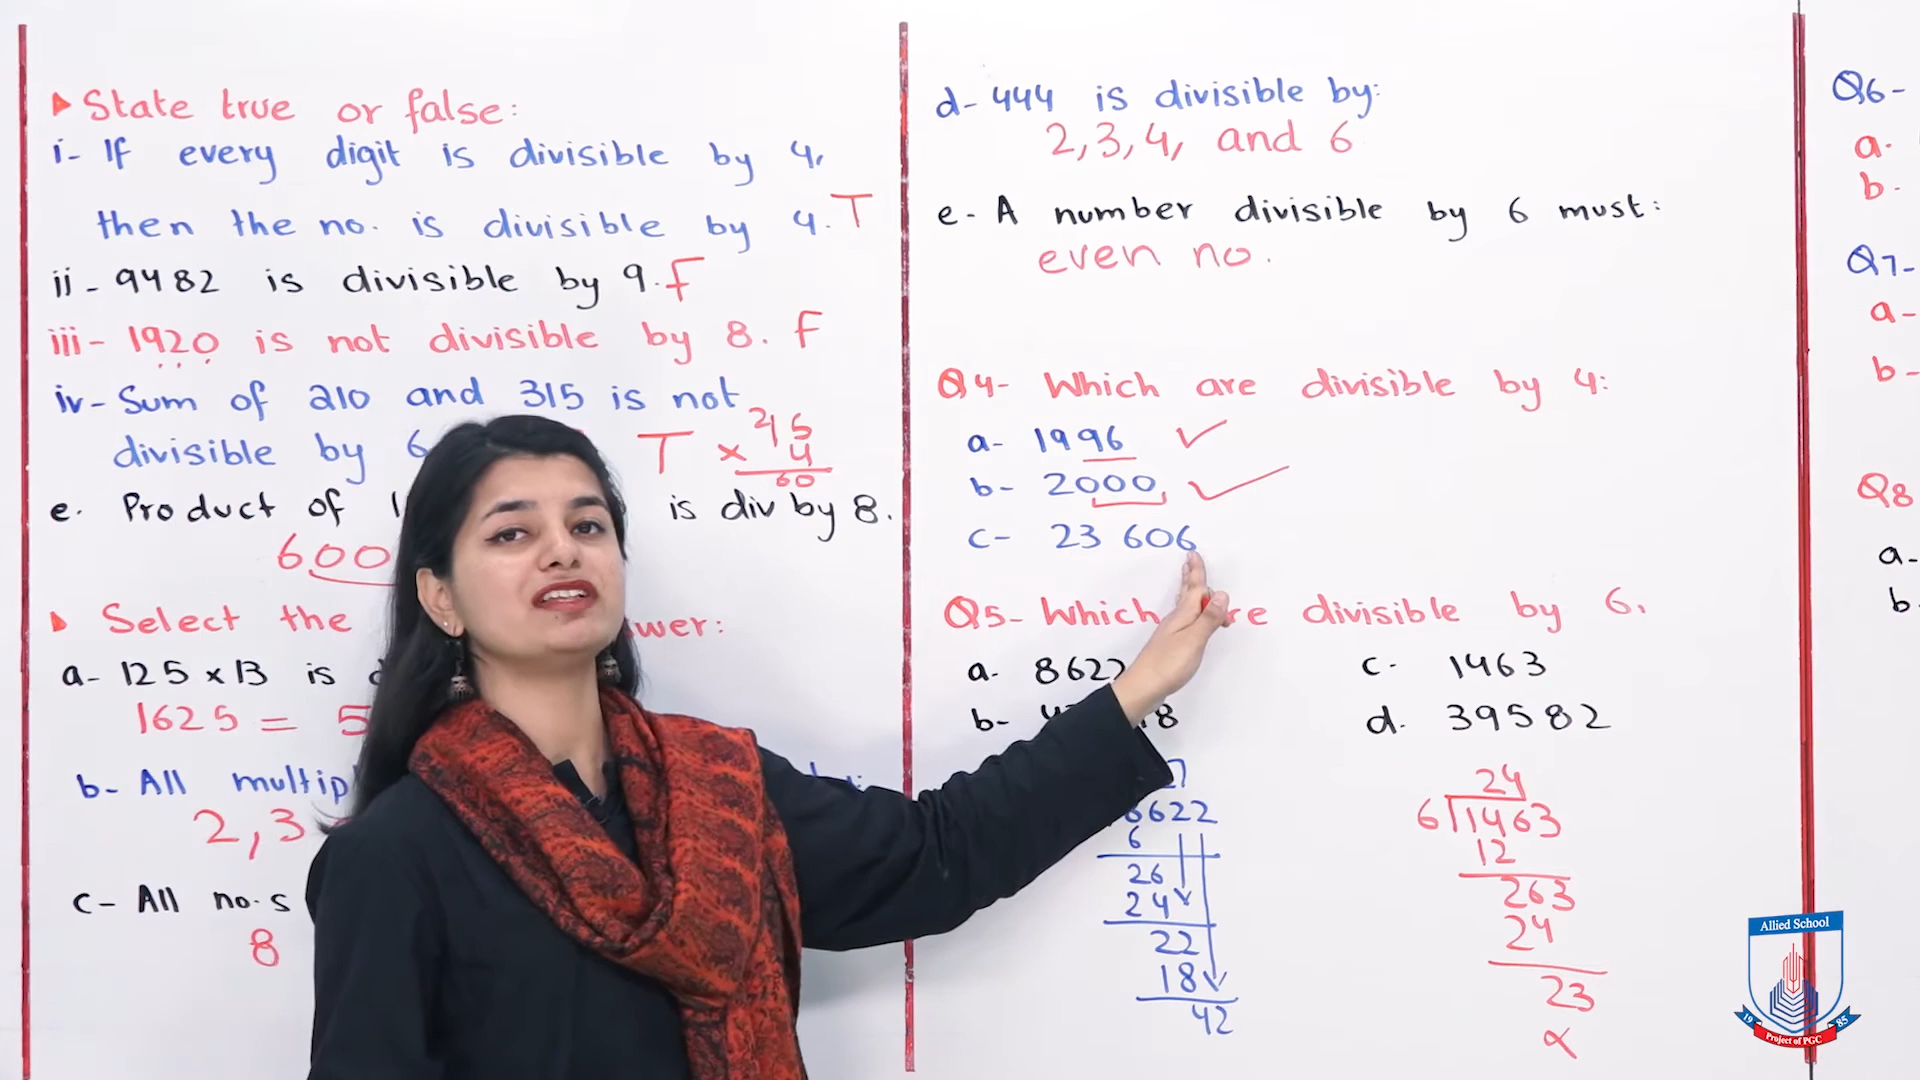 ▸ State true or false:
i- If every digit is divisible by 4,
then the no. is divisible by 4. T
ii - 9482 is divisible by 9. F
iii- 1920 is not divisible by 8. F
iv- Sum of 210 and 315 is not
divisible by 6 T
× 4
60
e. Product of 1 is div by 8.
600
▸ Select the wer:
a- 125 x 13 is d
1625 = 5
b- All multip
2, 3
c- All no.s
8
d- 444 is divisible by:
2, 3, 4, and 6
e- A number divisible by 6 must:
even no.
Q4- Which are divisible by 4:
a- 1996 ✓
b- 2000 ✓
c- 23 606
Q5- Which re divisible by 6.
a. 8622
b- 8
c. 1463
d. 39582
7
8622
6
26
24
22
18
42
24
6 1463
12
263
24
23
x
Q6-
a.
b.
Q7-
a-
b-
Q8
a-
b-
Allied School
19 85
Project of PGC